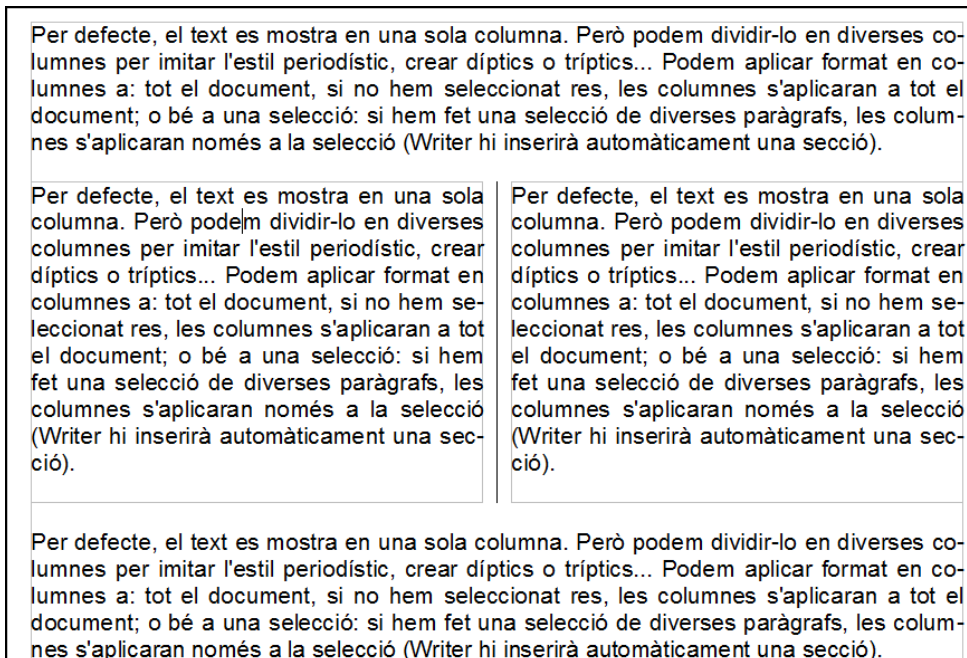 Per defecte, el text es mostra en una sola columna. Però podem dividir-lo en diverses co-
lumnes per imitar l'estil periodístic, crear díptics o tríptics... Podem aplicar format en co-
lumnes a: tot el document, si no hem seleccionat res, les columnes s'aplicaran a tot el
document; o bé a una selecció: si hem fet una selecció de diverses paràgrafs, les colum-
nes s'aplicaran només a la selecció (Writer hi inserirà automàticament una secció).
Per defecte, el text es mostra en una sola
columna. Però podem dividir-lo en diverses
columnes per imitar l'estil periodístic, crear
díptics o tríptics... Podem aplicar format en
columnes a: tot el document, si no hem se-
leccionat res, les columnes s'aplicaran a tot
el document; o bé a una selecció: si hem
fet una selecció de diverses paràgrafs, les
columnes s'aplicaran només a la selecció
(Writer hi inserirà automàticament una sec-
ció).
Per defecte, el text es mostra en una sola
columna. Però podem dividir-lo en diverses
columnes per imitar l'estil periodístic, crear
díptics o tríptics... Podem aplicar format en
columnes a: tot el document, si no hem se-
leccionat res, les columnes s'aplicaran a tot
el document; o bé a una selecció: si hem
fet una selecció de diverses paràgrafs, les
columnes s'aplicaran només a la selecció
(Writer hi inserirà automàticament una sec-
ció).
Per defecte, el text es mostra en una sola columna. Però podem dividir-lo en diverses co-
lumnes per imitar l'estil periodístic, crear díptics o tríptics... Podem aplicar format en co-
lumnes a: tot el document, si no hem seleccionat res, les columnes s'aplicaran a tot el
document; o bé a una selecció: si hem fet una selecció de diverses paràgrafs, les colum-
nes s'aplicaran només a la selecció (Writer hi inserirà automàticament una secció).